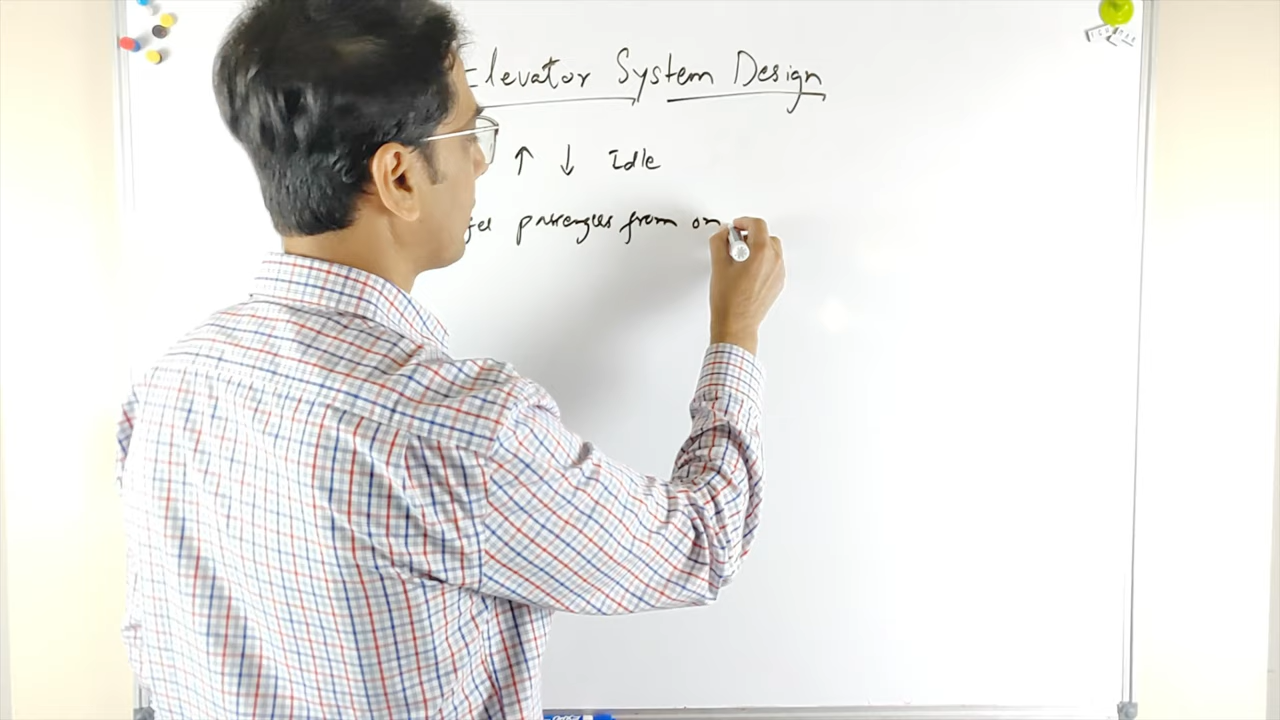 Elevator System Design
↑ ↓ Idle
passengers from on